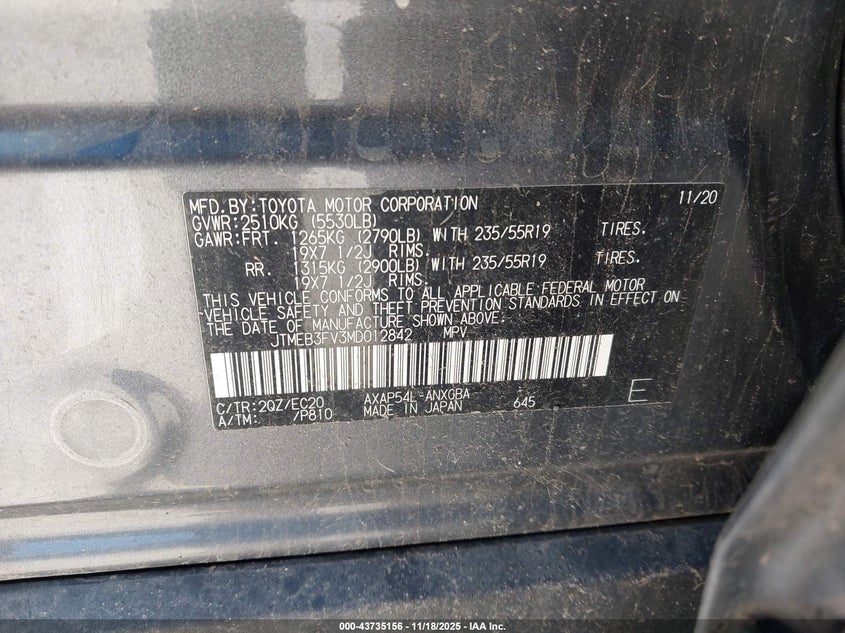 MFD.BY:TOYOTA MOTOR CORPORATION 11/20
GVWR:2510KG (5530LB)
GAWR:FRT. 1265KG (2790LB) WITH 235/55R19 TIRES.
19X7 1/2J RIMS.
RR. 1315KG (2900LB) WITH 235/55R19 TIRES.
19X7 1/2J RIMS.
THIS VEHICLE CONFORMS TO ALL APPLICABLE FEDERAL MOTOR
-VEHICLE SAFETY AND THEFT PREVENTION STANDARDS IN EFFECT ON
THE DATE OF MANUFACTURE SHOWN ABOVE.
JTMEB3FV3MD012842 MPV
C/TR:2QZ/EC20 AXAP54L-ANXGBA 645 E
A/TM: /P810 MADE IN JAPAN
000-43735156 - 11/18/2025 - IAA Inc.